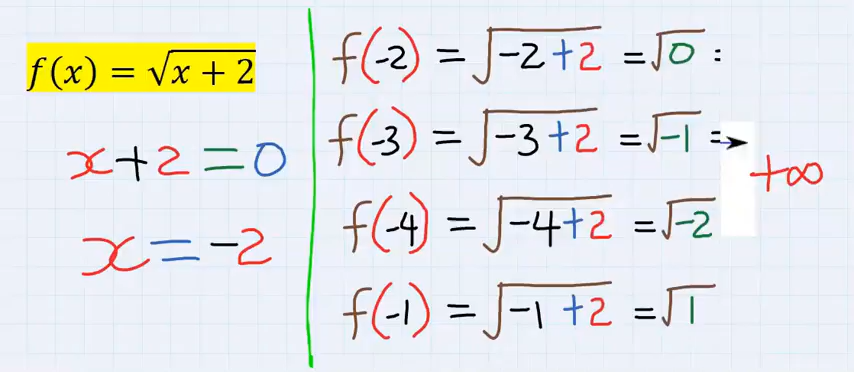 f(x) = √(x + 2)
x+2=0
x=-2
f(-2) = √(-2+2) = √0 =
f(-3) = √(-3+2) = √-1 =
+∞
f(-4) = √(-4+2) = √-2
f(-1) = √(-1+2) = √1